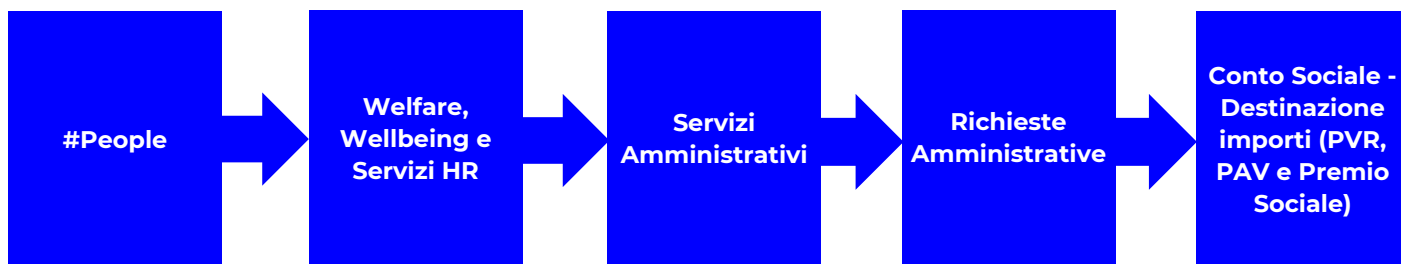 #People
Welfare,
Wellbeing e
Servizi HR
Servizi
Amministrativi
Richieste
Amministrative
Conto Sociale -
Destinazione
importi (PVR,
PAV e Premio
Sociale)